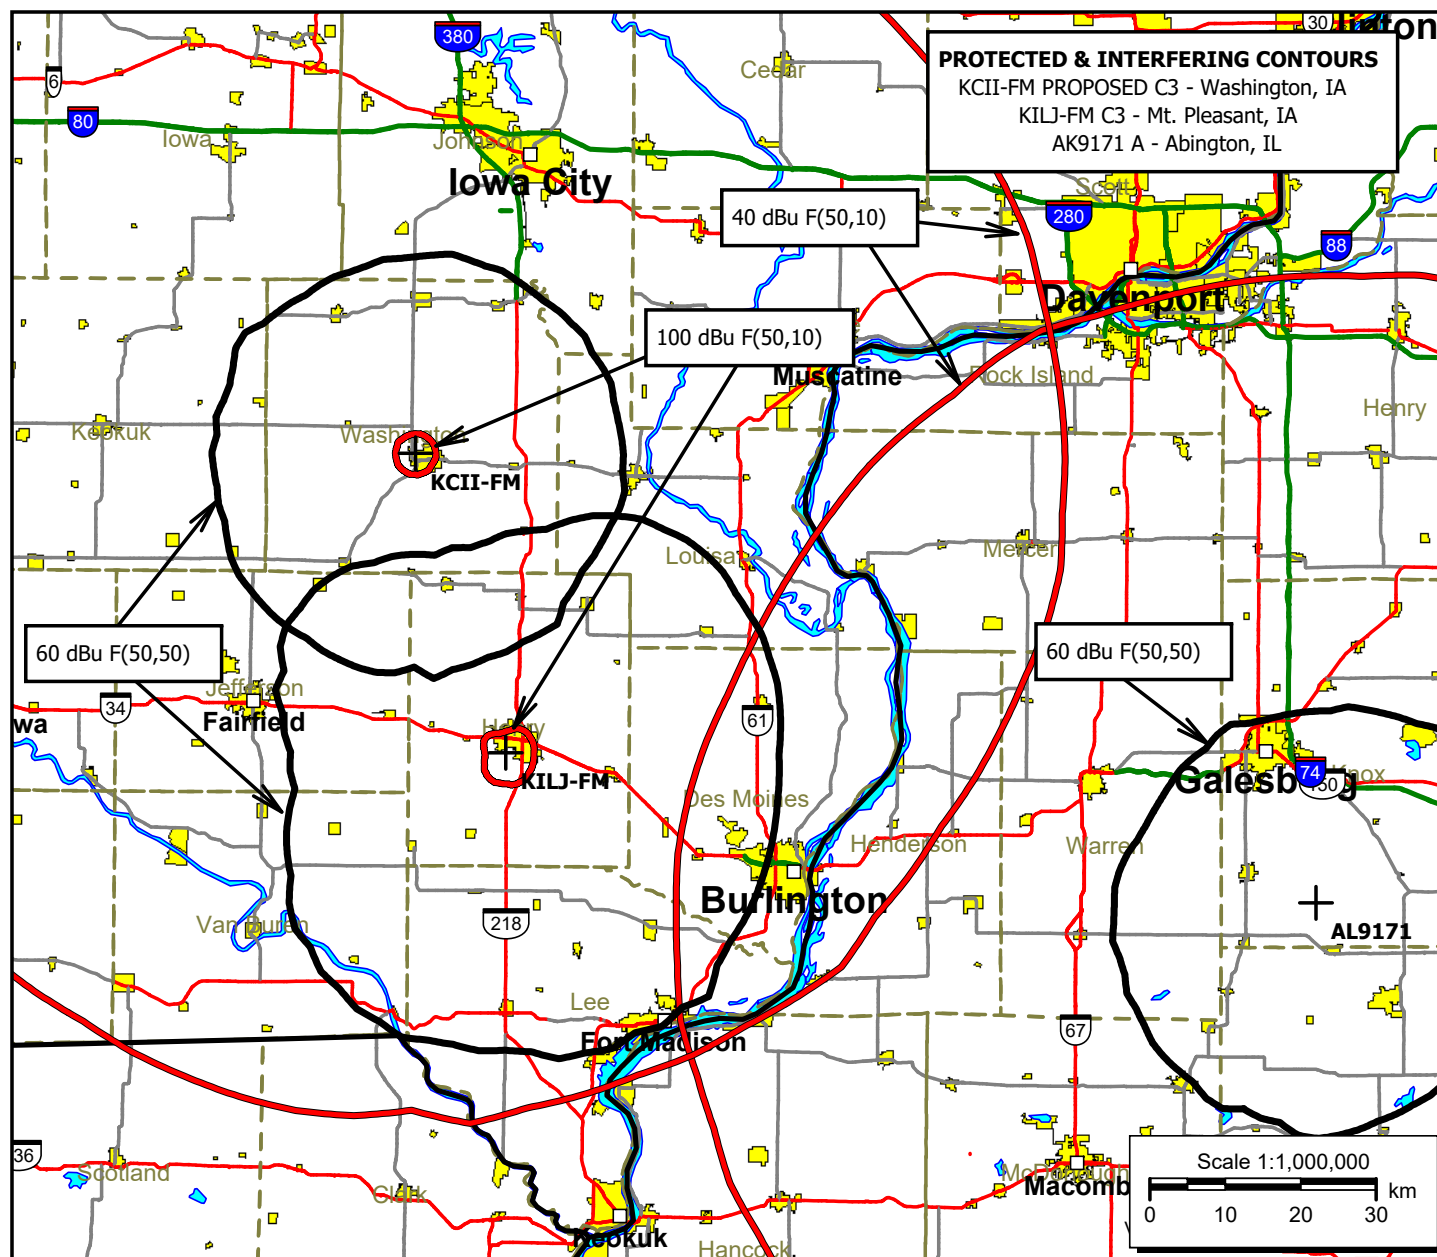 380
30
6
Cedar
PROTECTED & INTERFERING CONTOURS
KCII-FM PROPOSED C3 - Washington, IA
KILJ-FM C3 - Mt. Pleasant, IA
AK9171 A - Abington, IL
80
Iowa
Johnson
Iowa City
Scott
40 dBu F(50,10)
280
88
Davenport
100 dBu F(50,10)
Muscatine
Rock Island
Henry
Keokuk
Washington
KCII-FM
Louisa
Mercer
60 dBu F(50,50)
60 dBu F(50,50)
Jefferson
34
Fairfield
wa
61
Henry
KILJ-FM
Galesburg
74
Knox
Des Moines
Henderson
Warren
Burlington
Van Buren
218
AL9171
Lee
Fort Madison
67
36
Scotland
Clark
Macomb
Keokuk
Hancock
Scale 1:1,000,000
km
0 10 20 30